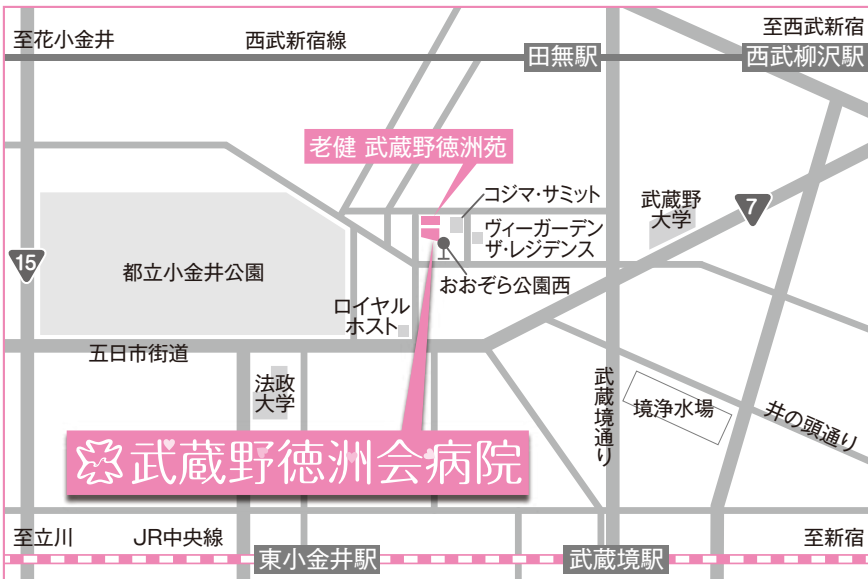 至花小金井
西武新宿線
田無駅
至西武新宿
西武柳沢駅
老健 武蔵野徳洲苑
コジマ・サミット
武蔵野
大学
7
ヴィーガーデン
ザ・レジデンス
15
都立小金井公園
おおぞら公園西
ロイヤル
ホスト
五日市街道
法政
大学
武蔵境通り
境浄水場
井の頭通り
武蔵野徳洲会病院
至立川
JR中央線
東小金井駅
武蔵境駅
至新宿